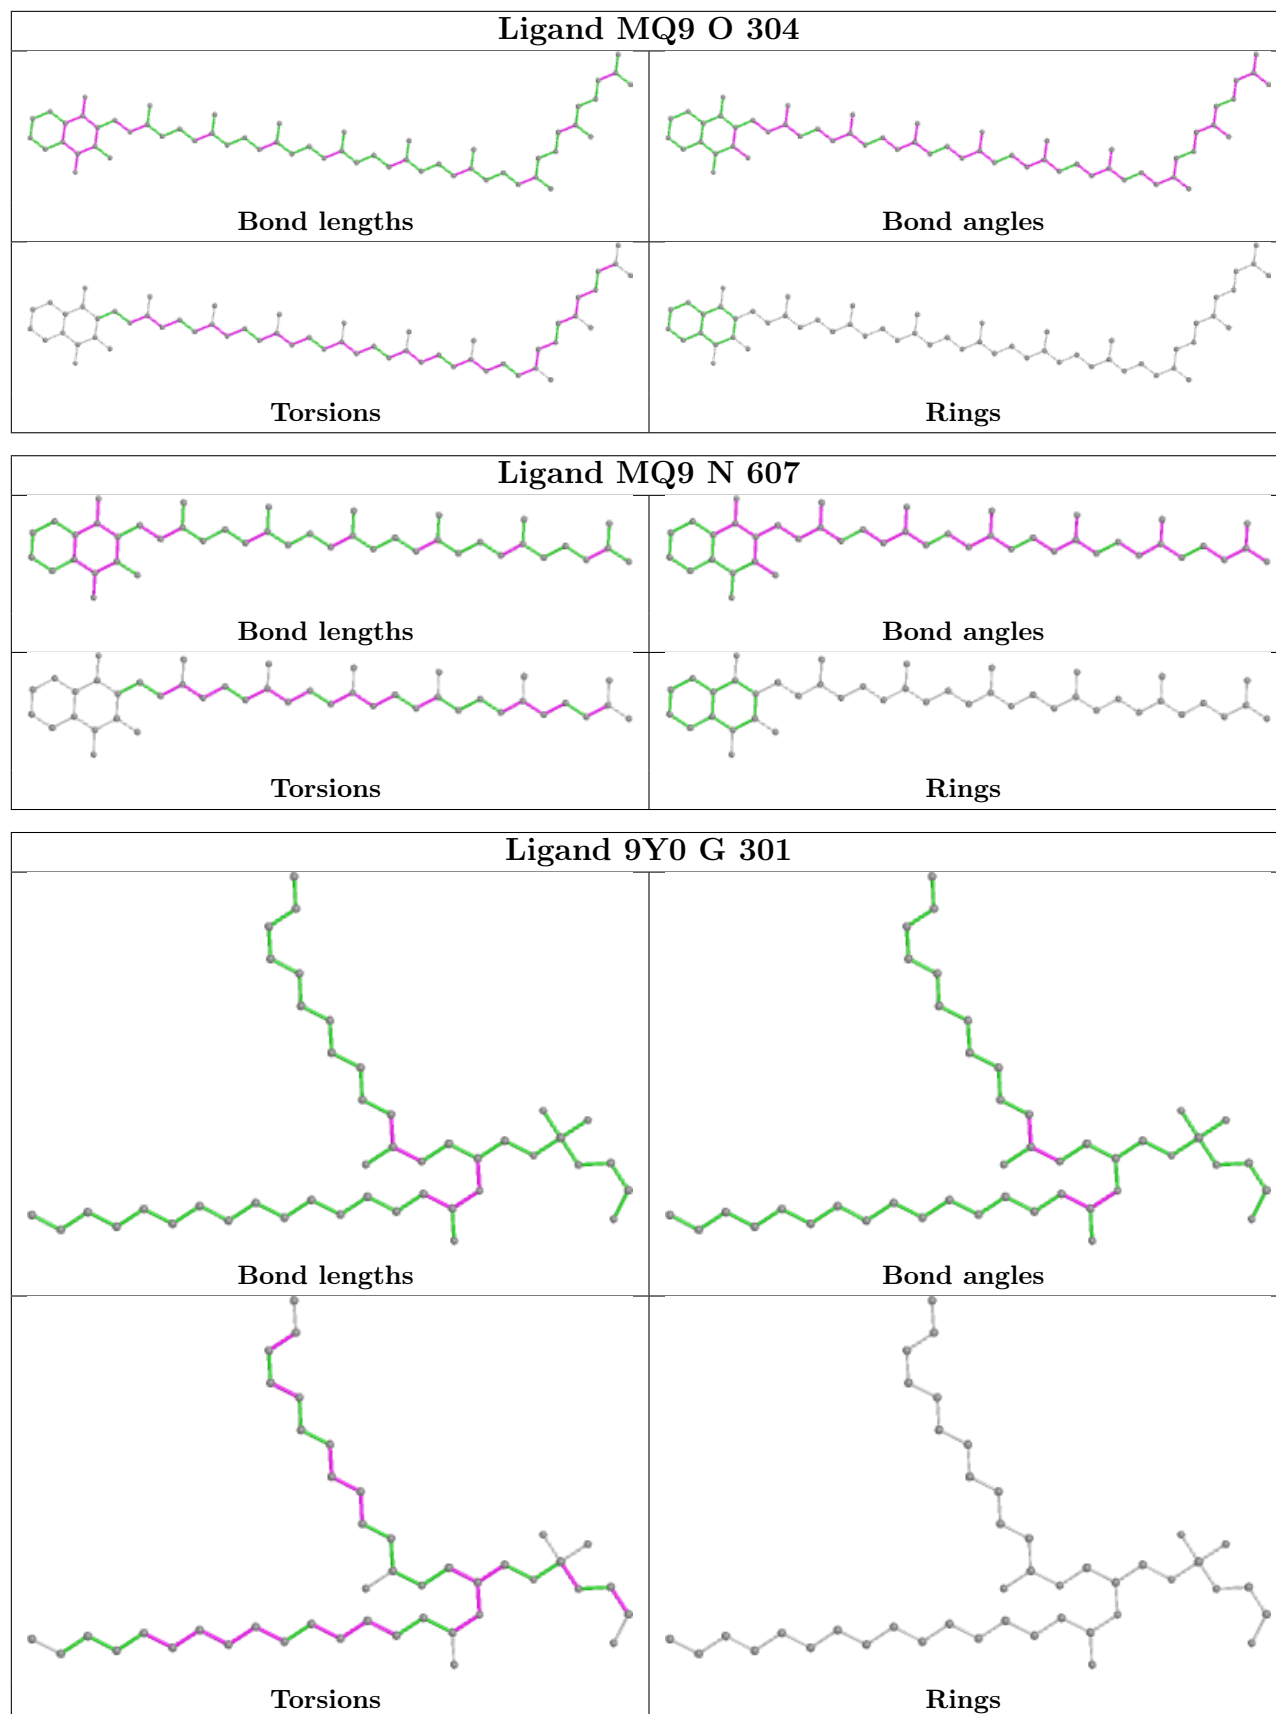 Ligand MQ9 O 304
Bond lengths
Bond angles
Torsions
Rings
Ligand MQ9 N 607
Bond lengths
Bond angles
Torsions
Rings
Ligand 9Y0 G 301
Bond lengths
Bond angles
Torsions
Rings